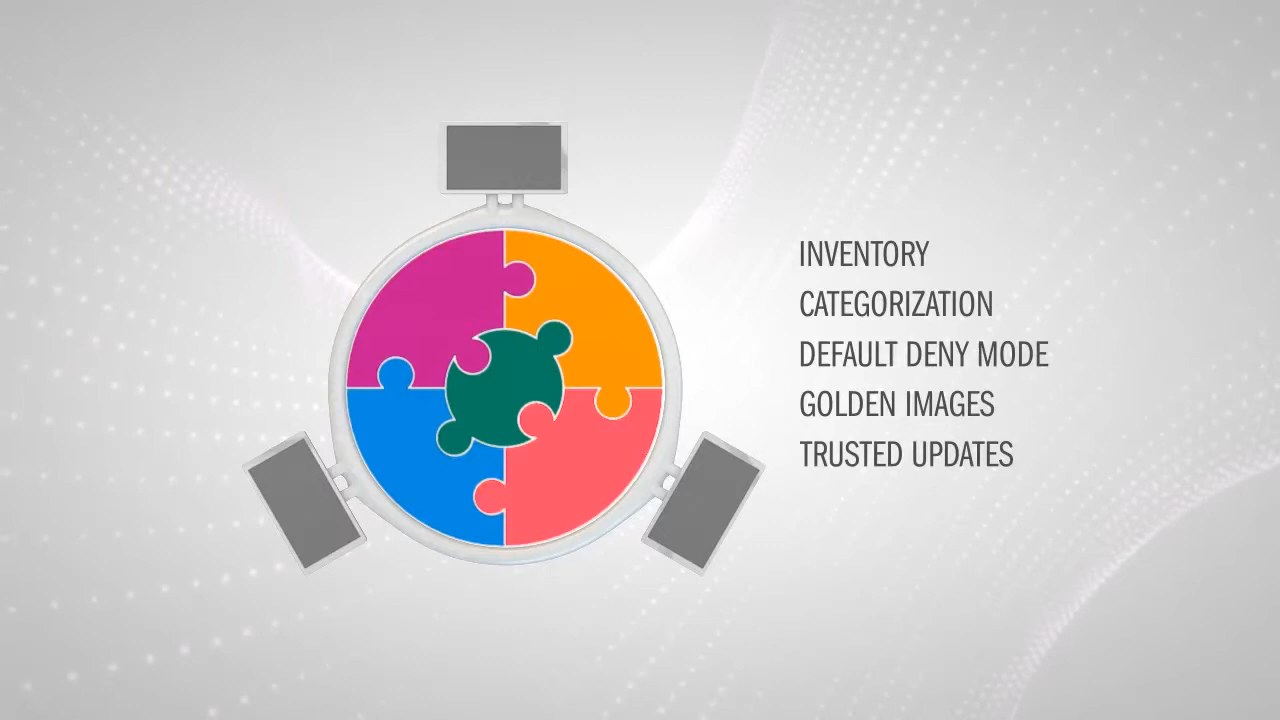 INVENTORY
CATEGORIZATION
DEFAULT DENY MODE
GOLDEN IMAGES
TRUSTED UPDATES